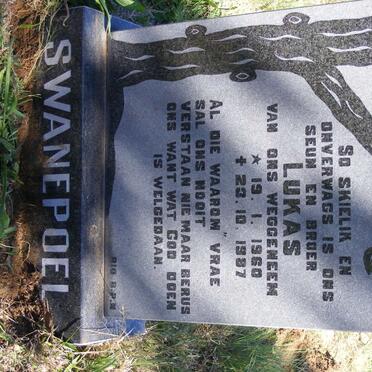 SO SKIELIK EN
ONVERWAGS IS ONS
SEUN EN BROER
LUKAS
VAN ONS WEGGENEEM
★ 19.1.1960
✝ 23.10.1987
AL DIE WAAROM'' VRAE
SAL ONS NOOIT
VERSTAAN NIE MAAR BERUS
ONS WANT WAT GOD DOEN
IS WELGEDAAN.
SWANEPOEL